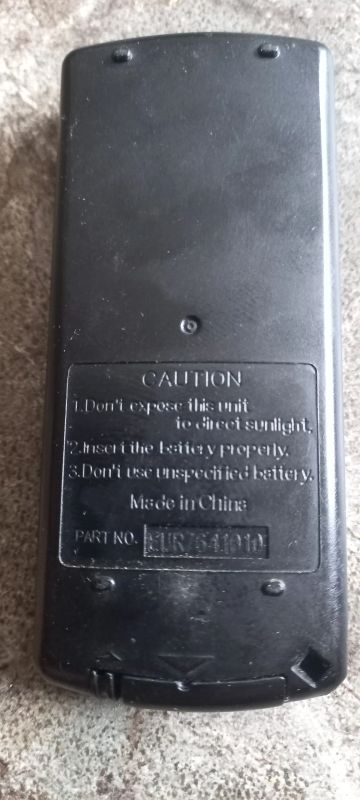 CAUTION
1.Don't expose this unit
to direct sunlight.
2.Insert the battery properly.
3.Don't use unspecified battery.
Made in China
PART NO. EUR7641010